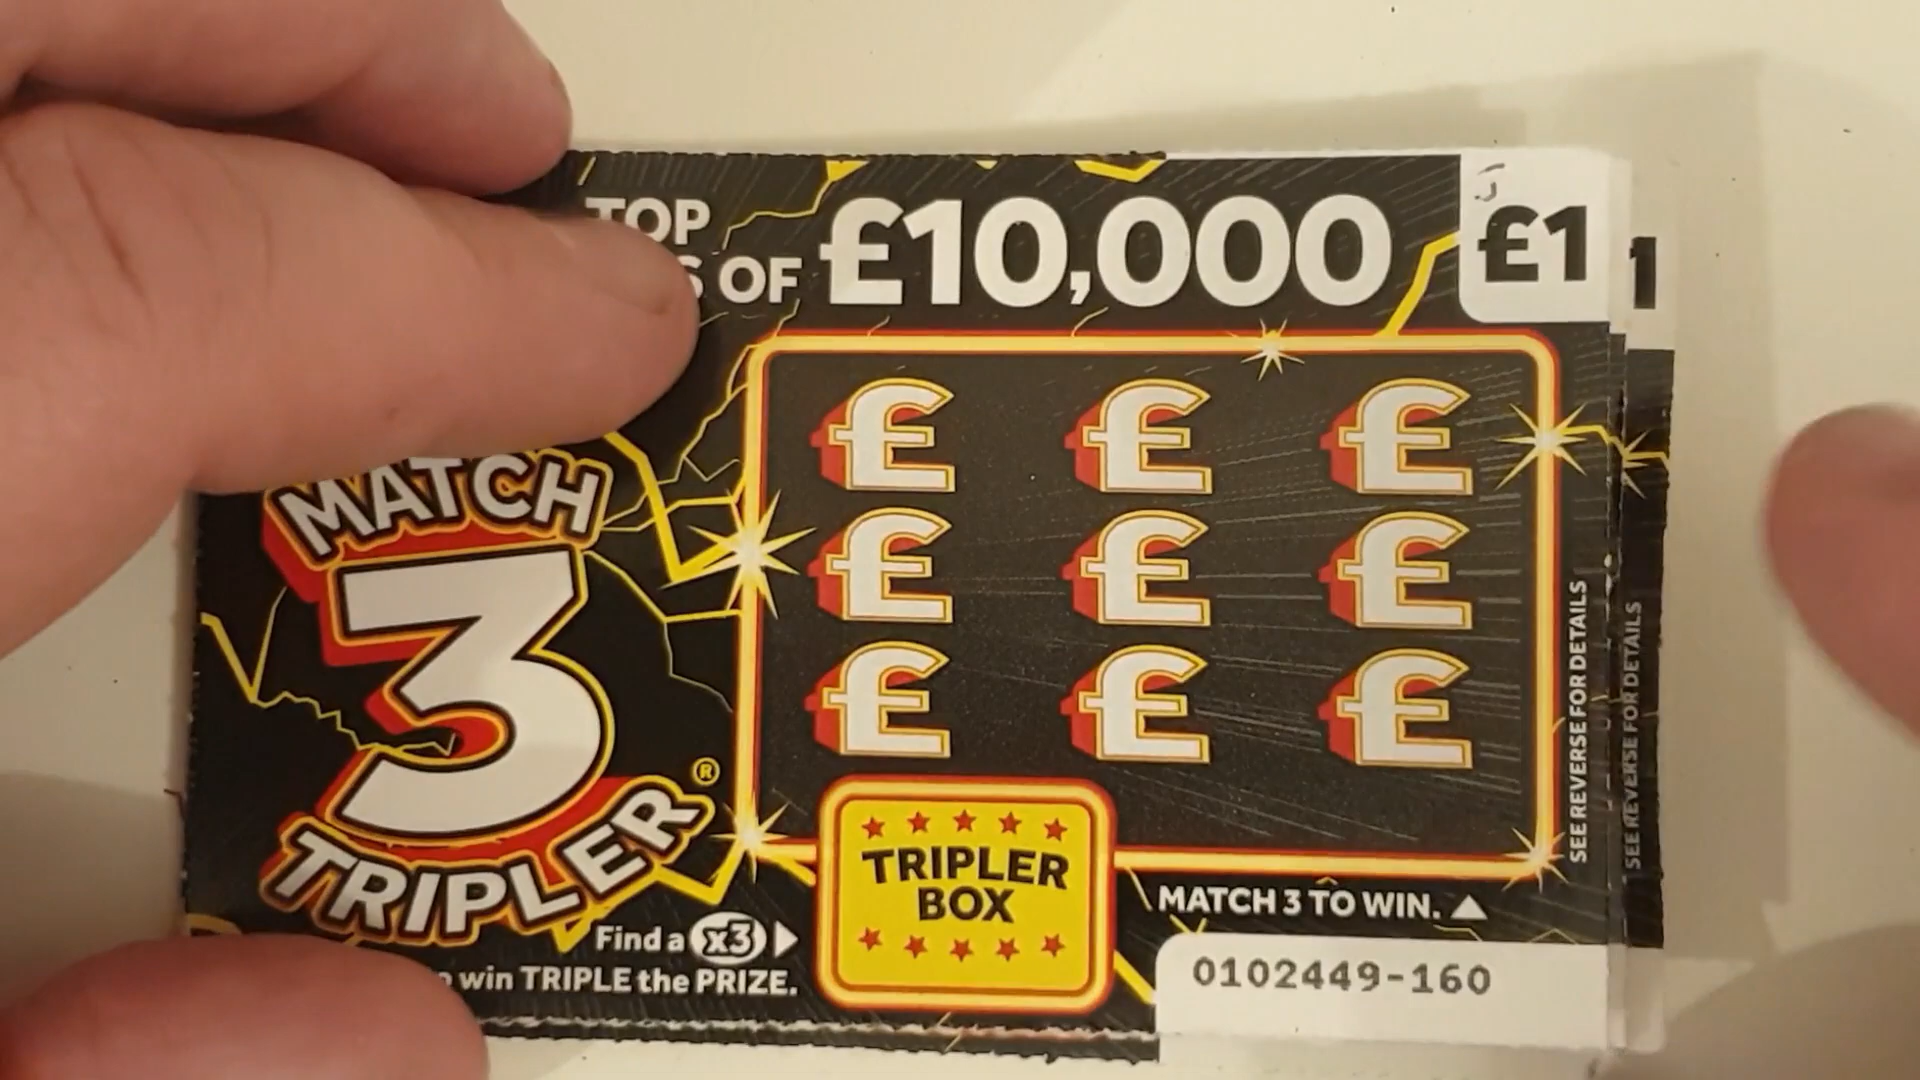 TOP
OF £10,000
£1
1
£ £ £
£ £ £
£ £ £
MATCH
3
TRIPLER®
TRIPLER
BOX
MATCH 3 TO WIN.
Find a x3
win TRIPLE the PRIZE.
0102449-160
SEE REVERSE FOR DETAILS
SEE REVERSE FOR DETAILS